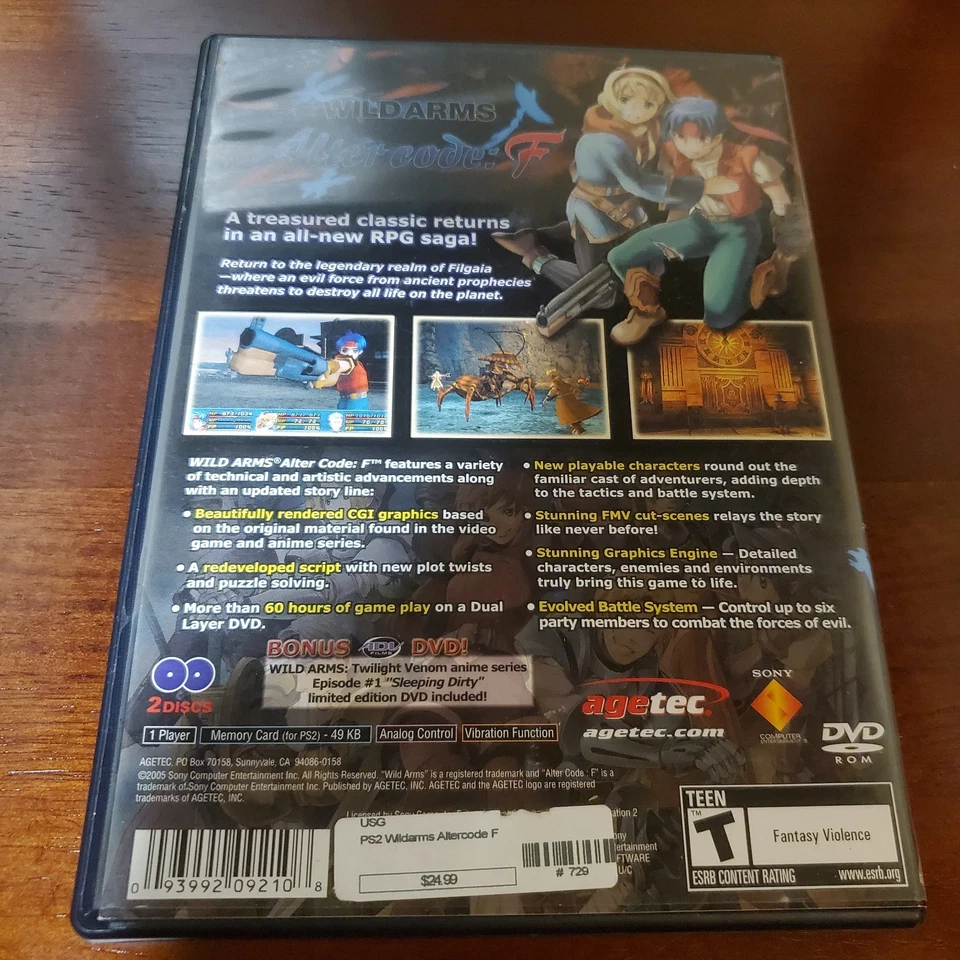 WILD ARMS
Alter code: F
A treasured classic returns
in an all-new RPG saga!
Return to the legendary realm of Filgaia
—where an evil force from ancient prophecies
threatens to destroy all life on the planet.
WILD ARMS® Alter Code: F™ features a variety
of technical and artistic advancements along
with an updated story line:
• Beautifully rendered CGI graphics based
on the original material found in the video
game and anime series.
• A redeveloped script with new plot twists
and puzzle solving.
• More than 60 hours of game play on a Dual
Layer DVD.
• New playable characters round out the
familiar cast of adventurers, adding depth
to the tactics and battle system.
• Stunning FMV cut-scenes relays the story
like never before!
• Stunning Graphics Engine — Detailed
characters, enemies and environments
truly bring this game to life.
• Evolved Battle System — Control up to six
party members to combat the forces of evil.
BONUS ADV FILMS DVD!
WILD ARMS: Twilight Venom anime series
Episode #1 "Sleeping Dirty"
limited edition DVD included!
2 DISCS
agetec
agetec.com
SONY
COMPUTER
ENTERTAINMENT®
DVD
ROM
1 Player
Memory Card (for PS2) - 49 KB
Analog Control
Vibration Function
AGETEC. PO Box 70158, Sunnyvale, CA 94086-0158
©2005 Sony Computer Entertainment Inc. All Rights Reserved. "Wild Arms" is a registered trademark and "Alter Code : F" is a
trademark of Sony Computer Entertainment Inc. Published by AGETEC, INC. AGETEC and the AGETEC logo are registered
trademarks of AGETEC, INC.
USG
PS2 Wildarms Altercode F
$24.99
# 729
0 93992 09210 8
TEEN
T™
Fantasy Violence
ESRB CONTENT RATING www.esrb.org